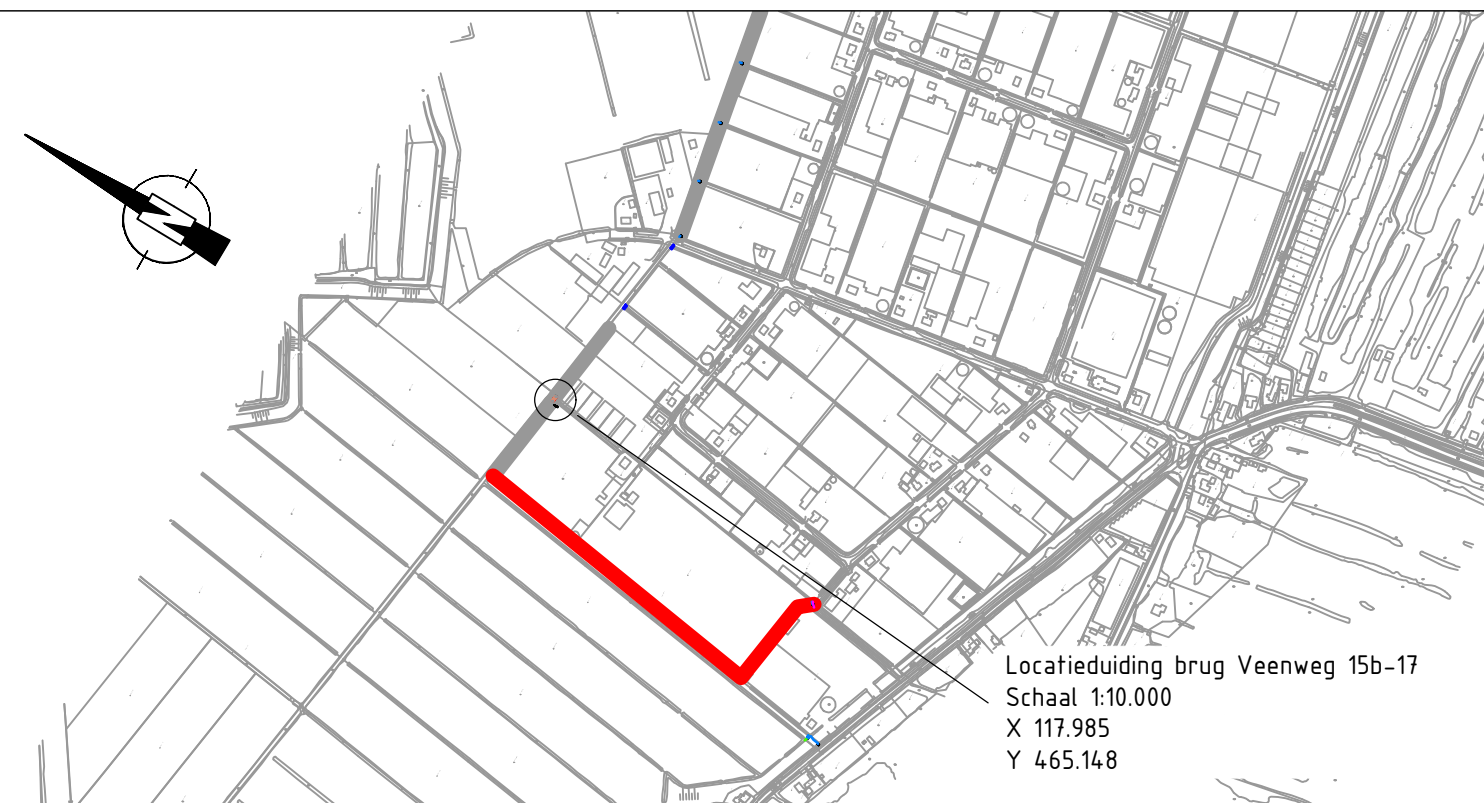 Locatieduiding brug Veenweg 15b-17
Schaal 1:10.000
X 117.985
Y 465.148